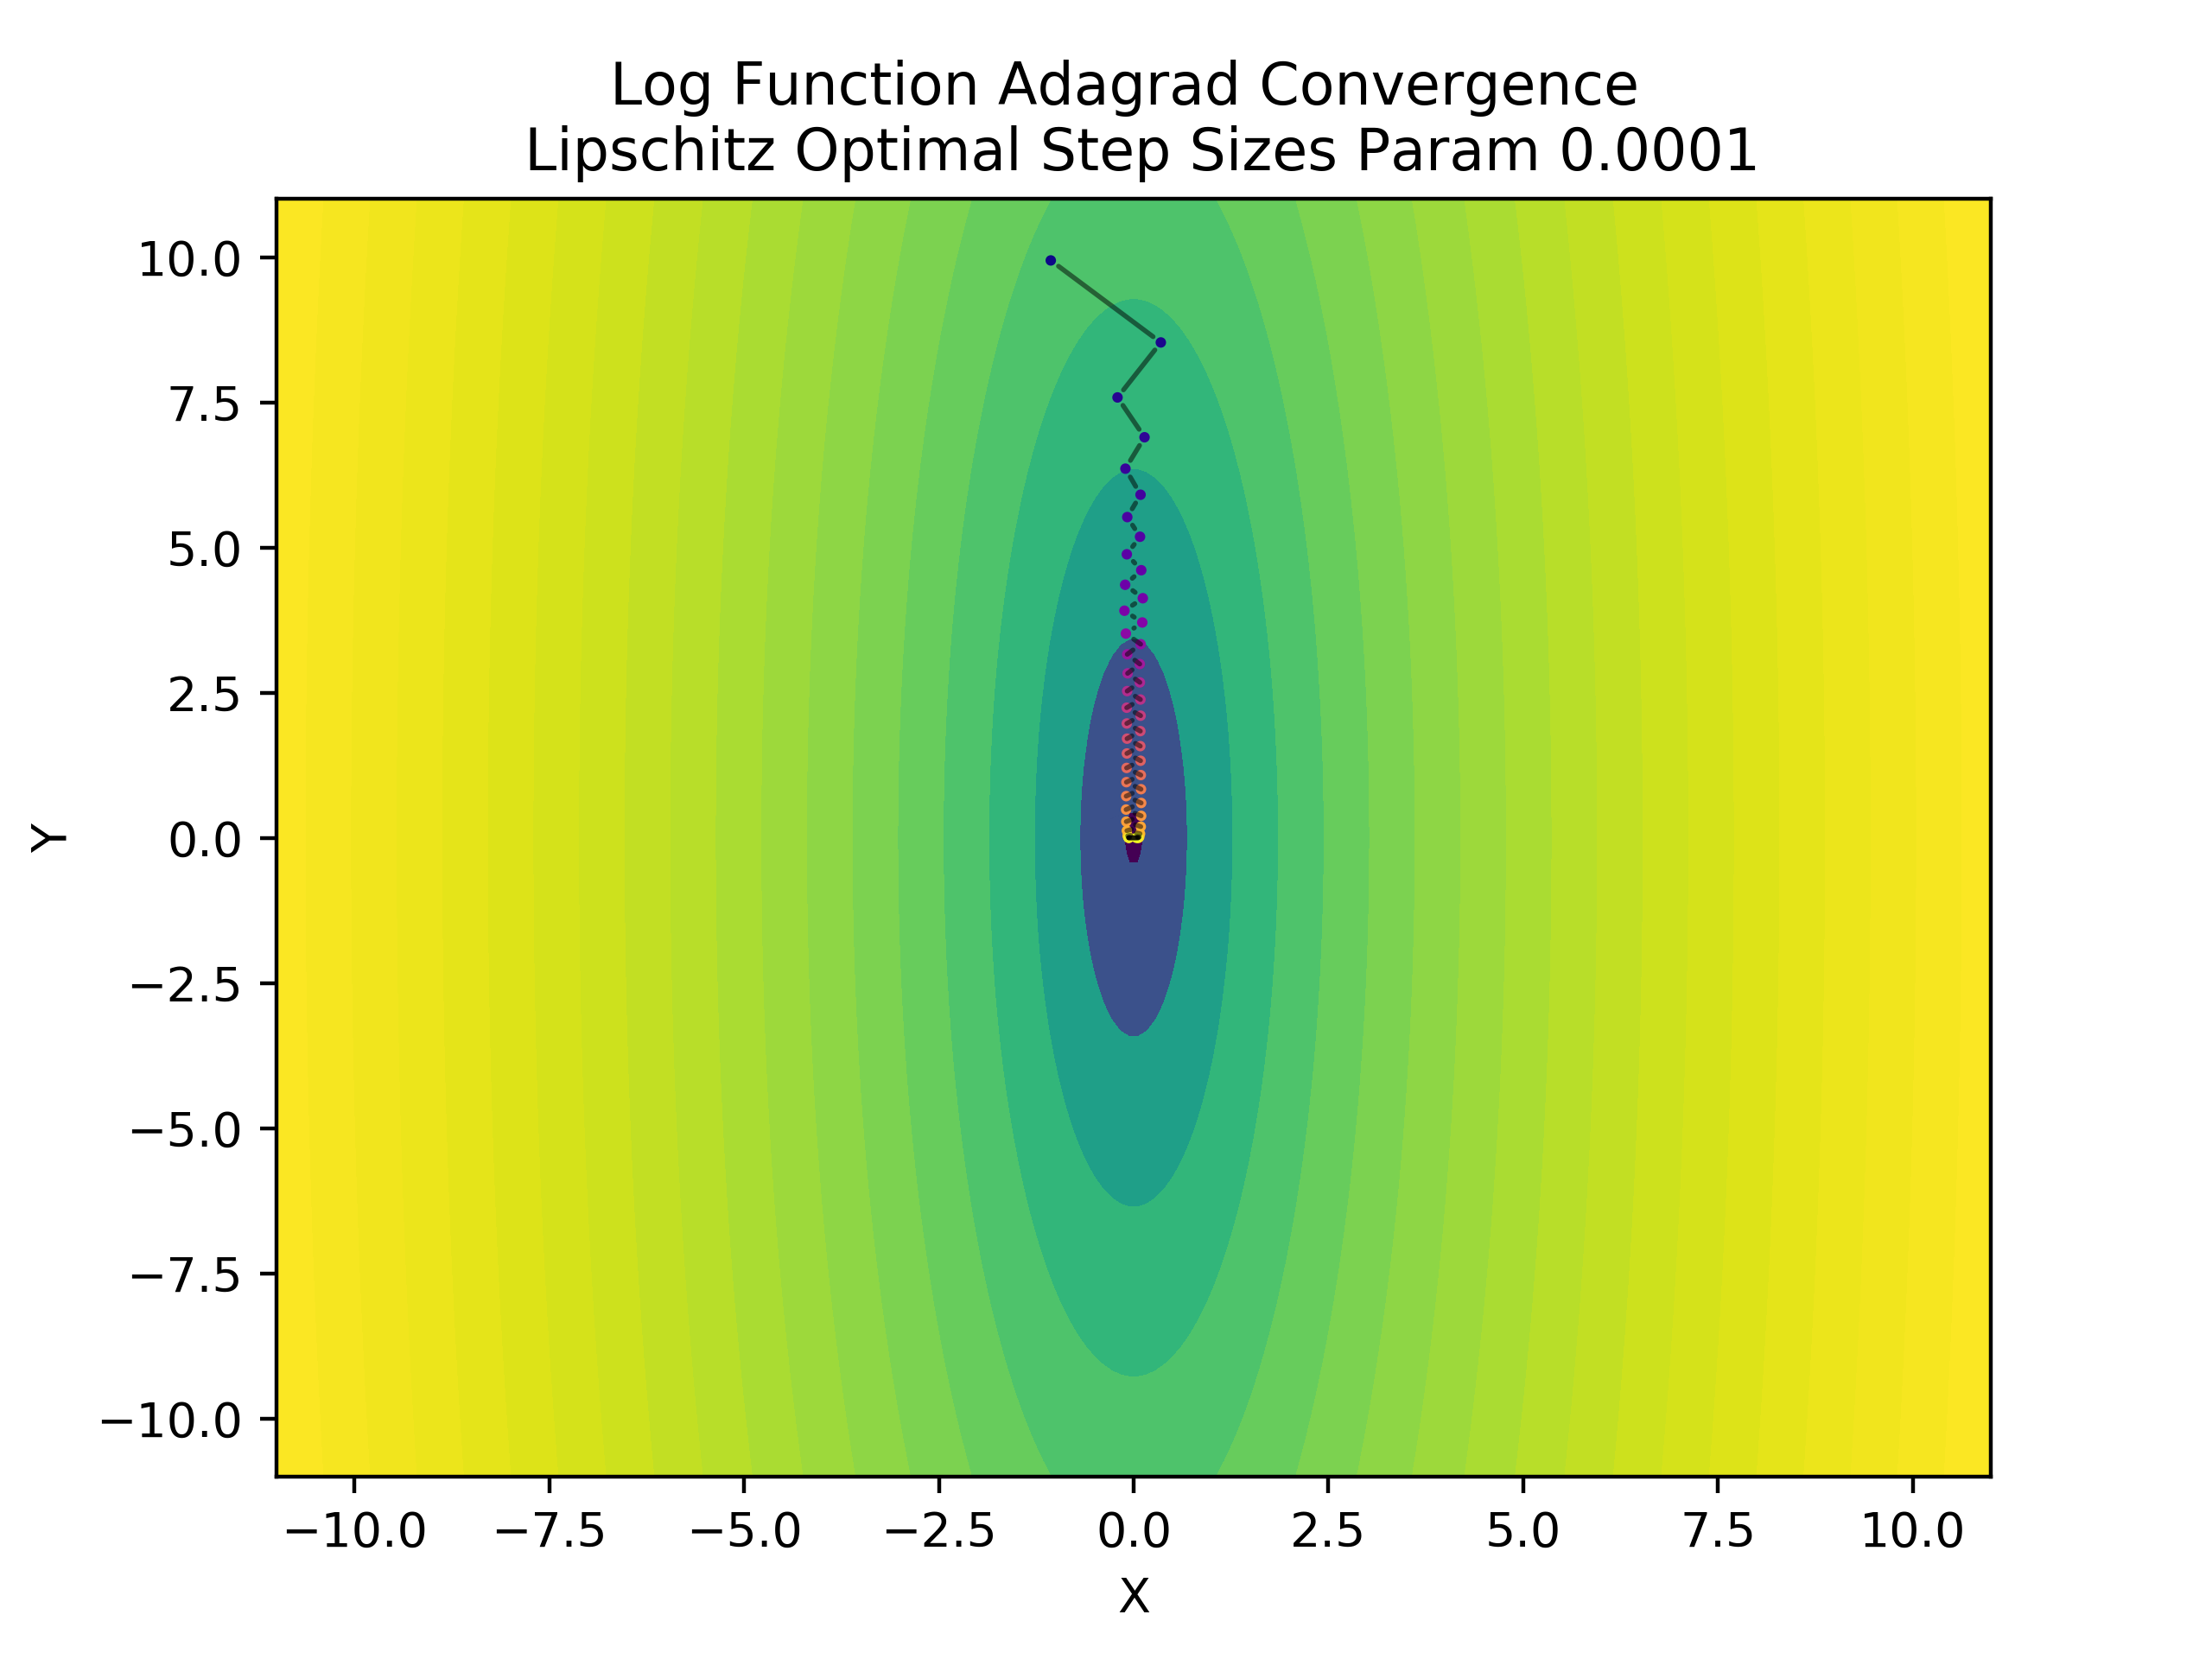 Log Function Adagrad Convergence
Lipschitz Optimal Step Sizes Param 0.0001
10.0
7.5
5.0
2.5
0.0
−2.5
−5.0
−7.5
−10.0
Y
−10.0 −7.5 −5.0 −2.5 0.0 2.5 5.0 7.5 10.0
X